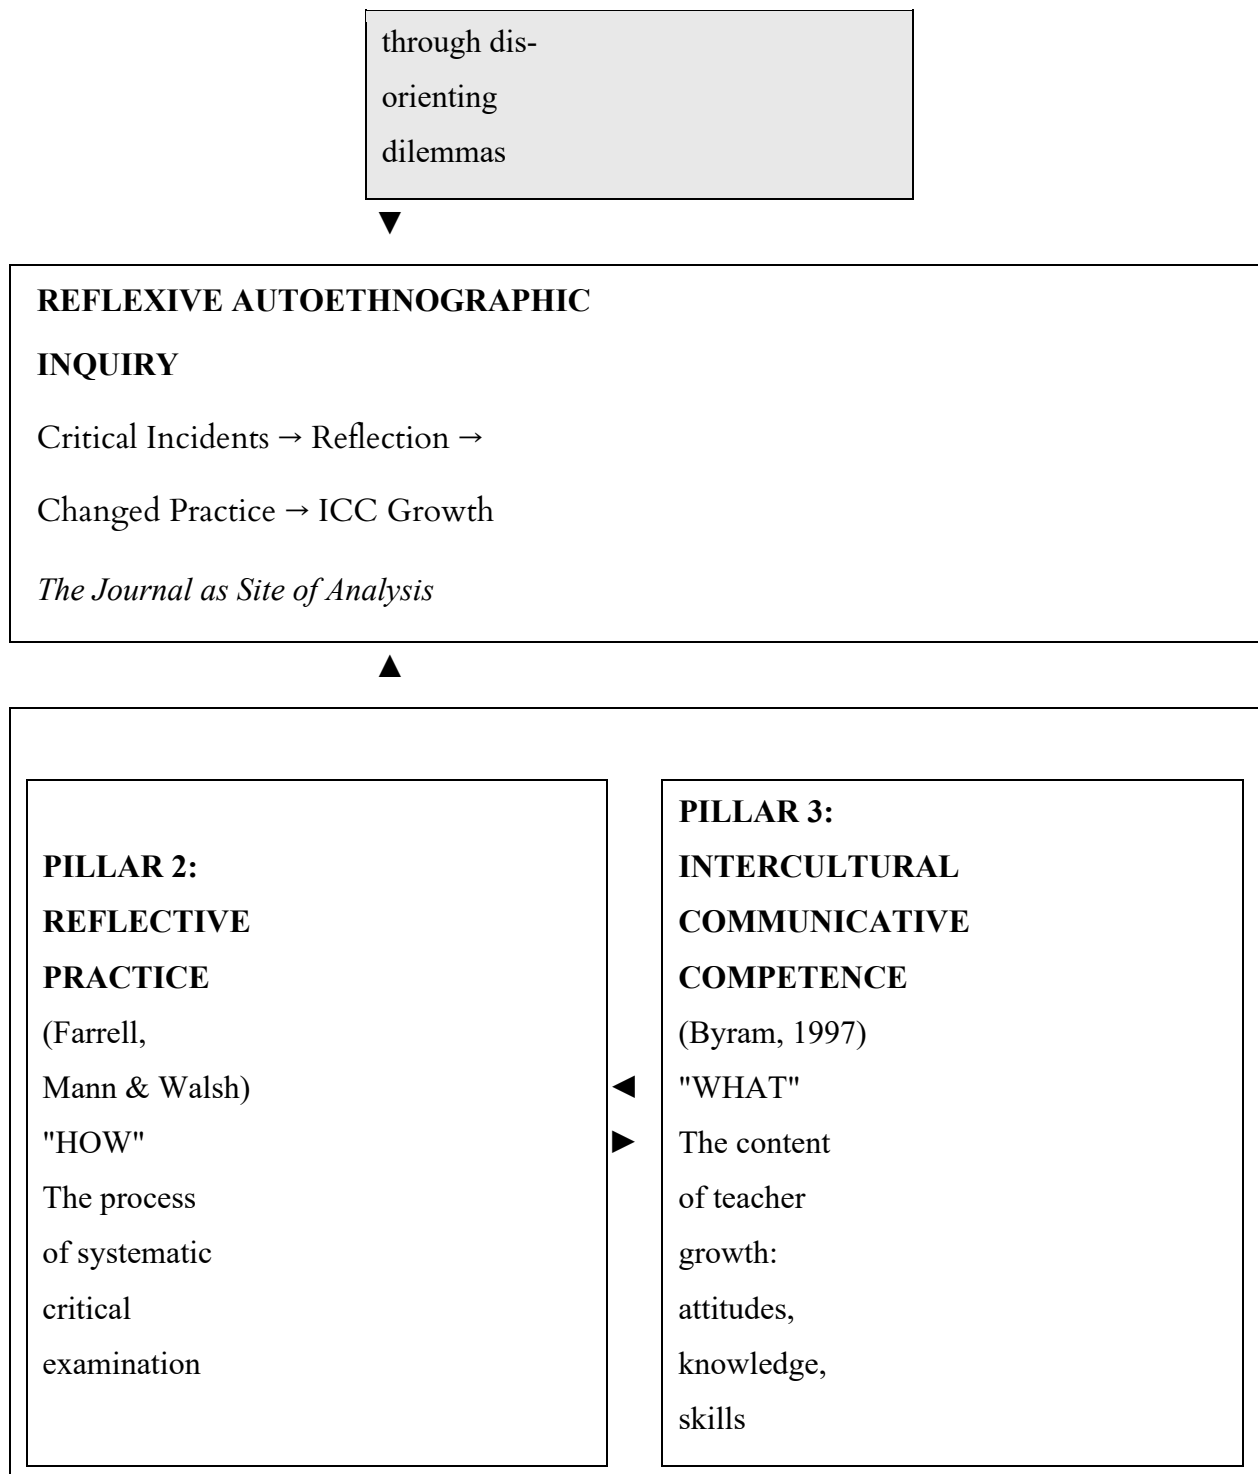 through dis-
orienting
dilemmas
▼
REFLEXIVE AUTOETHNOGRAPHIC
INQUIRY
Critical Incidents → Reflection →
Changed Practice → ICC Growth
The Journal as Site of Analysis
▲
PILLAR 2:
REFLECTIVE
PRACTICE
(Farrell,
Mann & Walsh)
"HOW"
The process
of systematic
critical
examination
◄
►
PILLAR 3:
INTERCULTURAL
COMMUNICATIVE
COMPETENCE
(Byram, 1997)
"WHAT"
The content
of teacher
growth:
attitudes,
knowledge,
skills